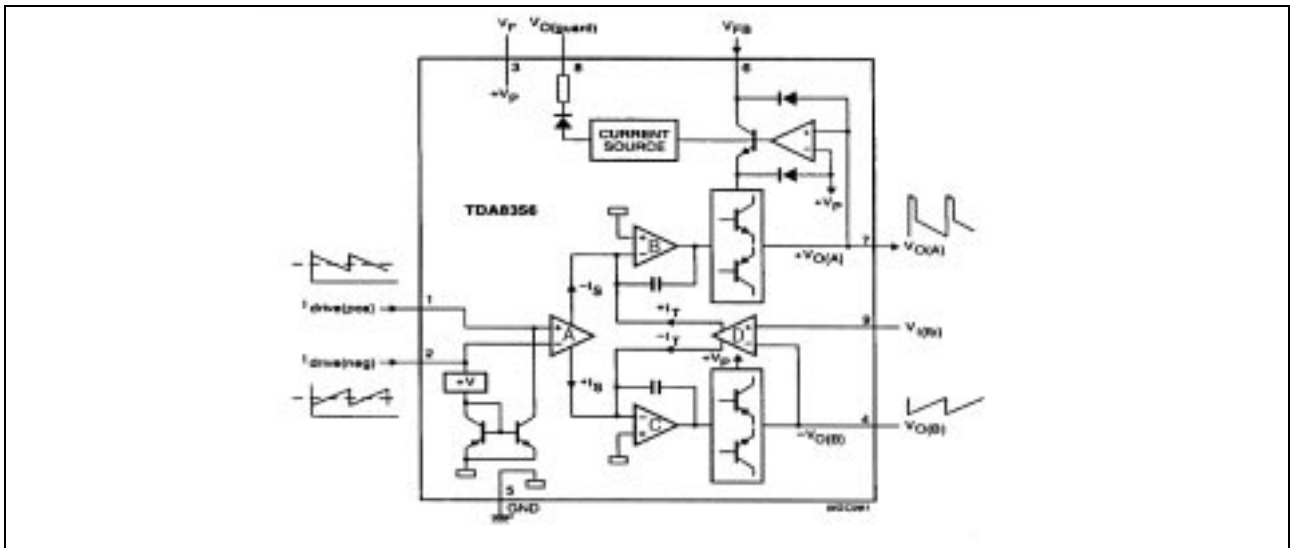 VP VO(guard) VFB
3 8 6
+VP
CURRENT
SOURCE
+
−
+VP
TDA8356
B
+VO(A)
7
VO(A)
−IS
1
Idrive(pos)
A
+IT
−IT
D
9
VI(fb)
2
Idrive(neg)
+V
+IS
+VP
C
−VO(B)
4
VO(B)
5
GND